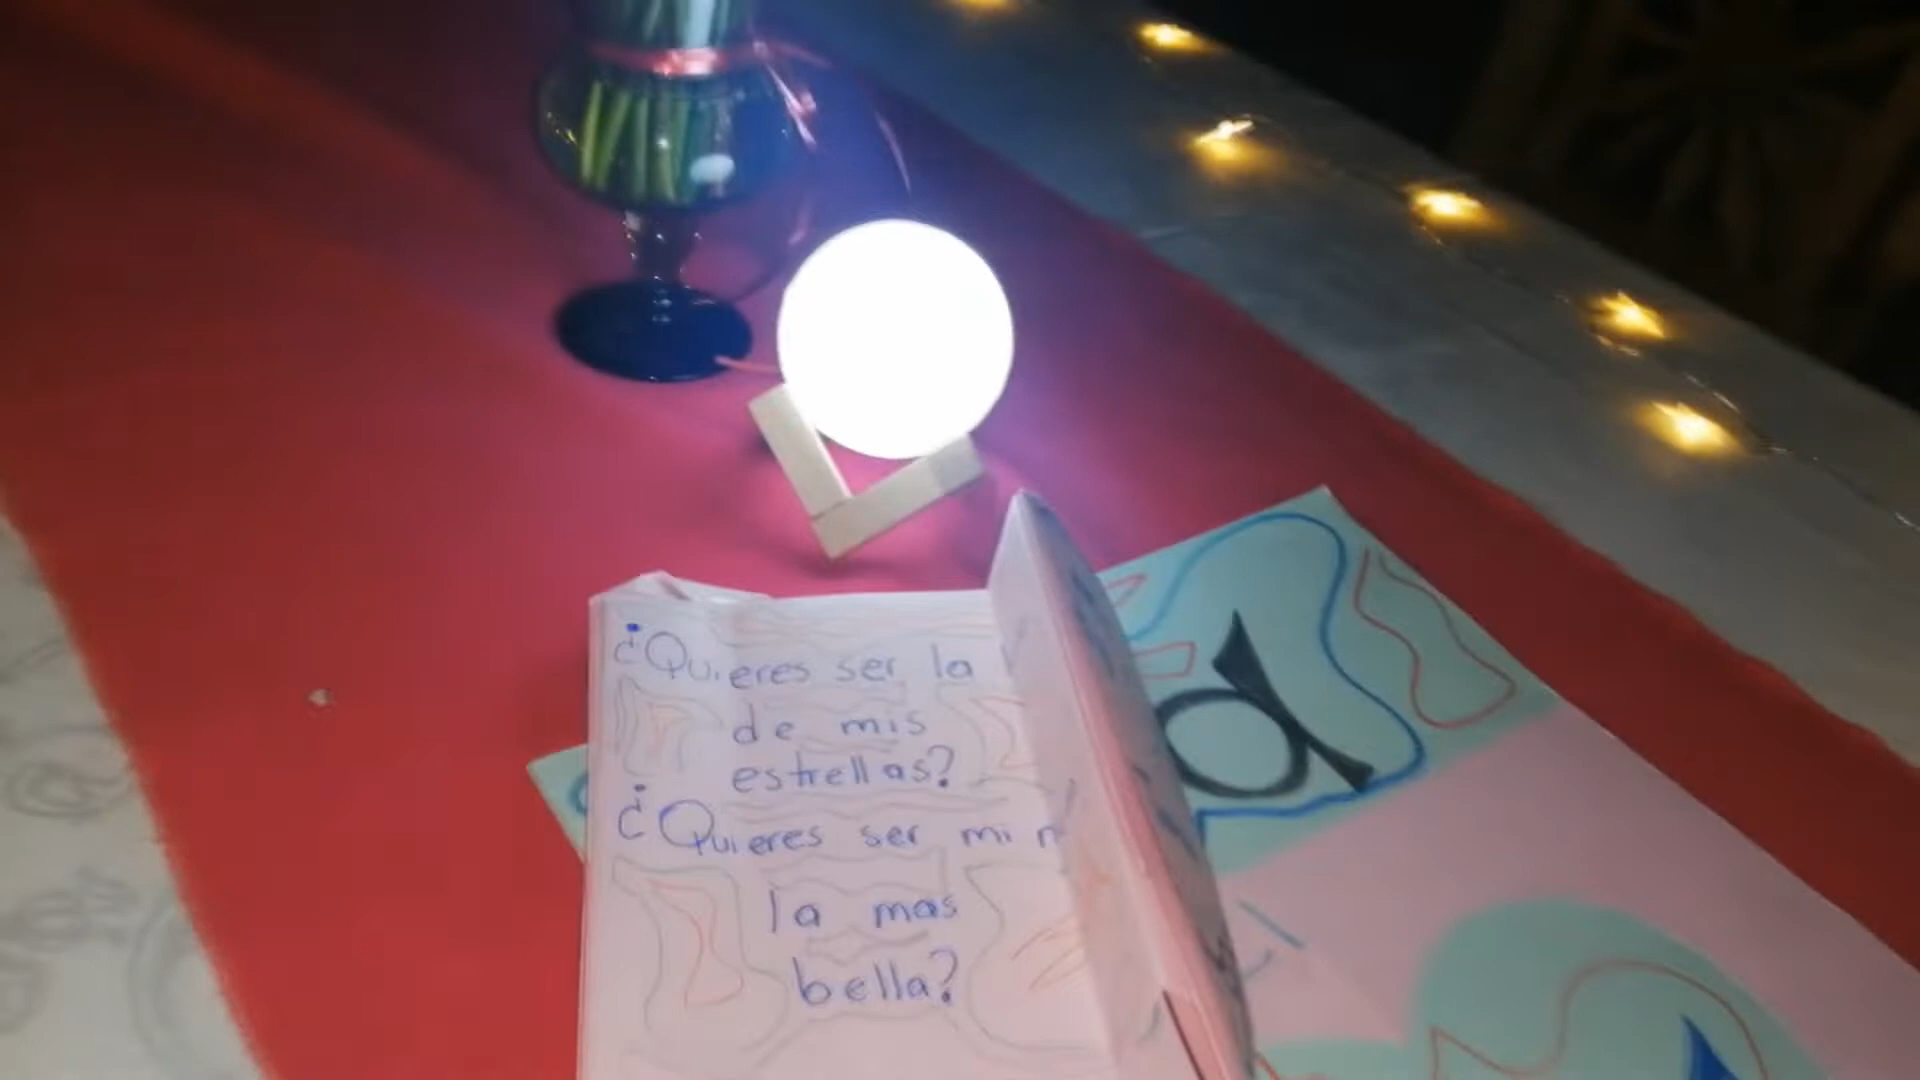 ¿Quieres ser la
de mis
estrellas?
¿Quieres ser mi
la mas
bella?
a